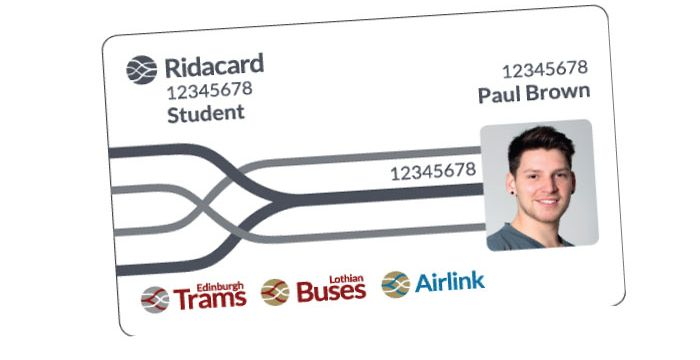 Ridacard
12345678
Student
12345678
Paul Brown
12345678
Edinburgh
Trams
Lothian
Buses
Airlink